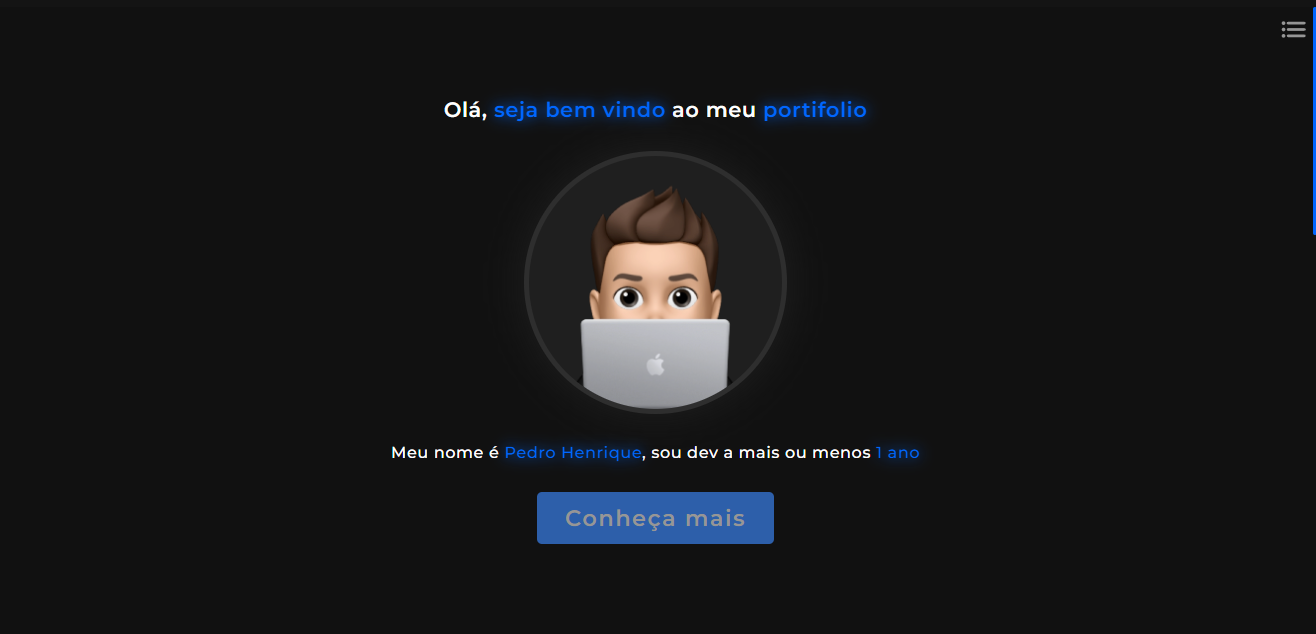 Olá, seja bem vindo ao meu portifolio
Meu nome é Pedro Henrique, sou dev a mais ou menos 1 ano
Conheça mais